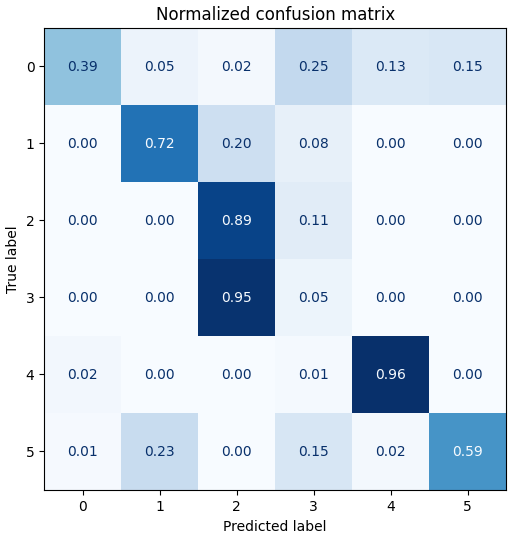 Normalized confusion matrix
True label
0 0.39 0.05 0.02 0.25 0.13 0.15
1 0.00 0.72 0.20 0.08 0.00 0.00
2 0.00 0.00 0.89 0.11 0.00 0.00
3 0.00 0.00 0.95 0.05 0.00 0.00
4 0.02 0.00 0.00 0.01 0.96 0.00
5 0.01 0.23 0.00 0.15 0.02 0.59
0 1 2 3 4 5
Predicted label